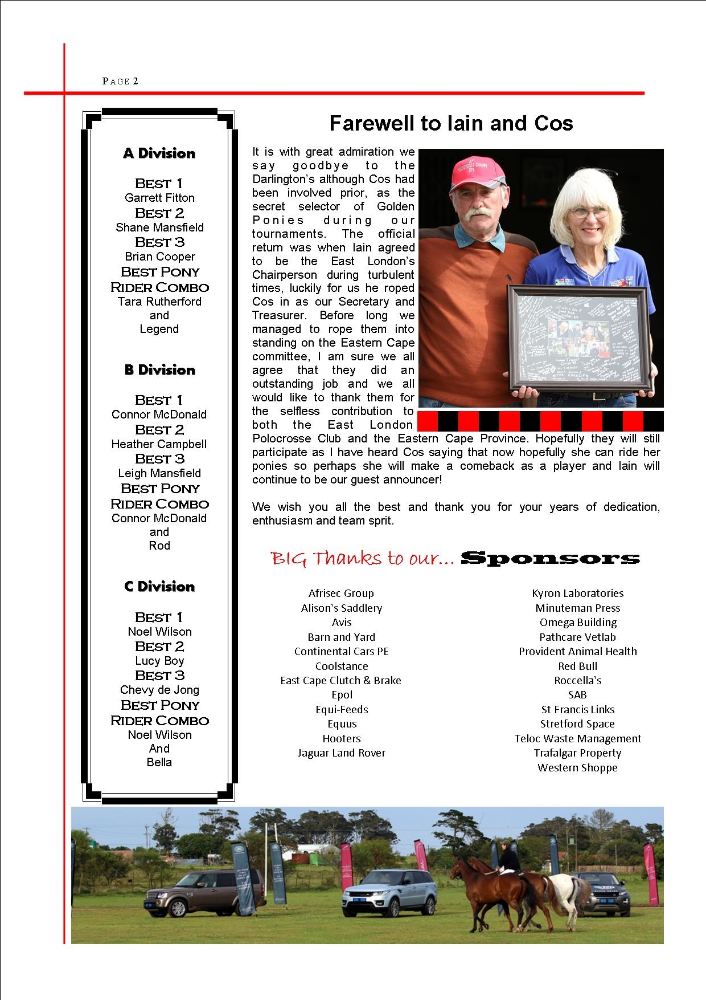 PAGE 2
A Division
BEST 1
Garrett Fitton
BEST 2
Shane Mansfield
BEST 3
Brian Cooper
BEST PONY
RIDER COMBO
Tara Rutherford
and
Legend
B Division
BEST 1
Connor McDonald
BEST 2
Heather Campbell
BEST 3
Leigh Mansfield
BEST PONY
RIDER COMBO
Connor McDonald
and
Rod
C Division
BEST 1
Noel Wilson
BEST 2
Lucy Boy
BEST 3
Chevy de Jong
BEST PONY
RIDER COMBO
Noel Wilson
And
Bella
Farewell to Iain and Cos
It is with great admiration we
say goodbye to the
Darlington's although Cos had
been involved prior, as the
secret selector of Golden
Ponies during our
tournaments. The official
return was when Iain agreed
to be the East London's
Chairperson during turbulent
times, luckily for us he roped
Cos in as our Secretary and
Treasurer. Before long we
managed to rope them into
standing on the Eastern Cape
committee, I am sure we all
agree that they did an
outstanding job and we all
would like to thank them for
the selfless contribution to
both the East London
Polocrosse Club and the Eastern Cape Province. Hopefully they will still
participate as I have heard Cos saying that now hopefully she can ride her
ponies so perhaps she will make a comeback as a player and Iain will
continue to be our guest announcer!
We wish you all the best and thank you for your years of dedication,
enthusiasm and team sprit.
POLOCROSSE CHAMPS
WORLD CUP
BIG Thanks to our... Sponsors
Afrisec Group
Alison's Saddlery
Avis
Barn and Yard
Continental Cars PE
Coolstance
East Cape Clutch & Brake
Epol
Equi-Feeds
Equus
Hooters
Jaguar Land Rover
Kyron Laboratories
Minuteman Press
Omega Building
Pathcare Vetlab
Provident Animal Health
Red Bull
Roccella's
SAB
St Francis Links
Stretford Space
Teloc Waste Management
Trafalgar Property
Western Shoppe